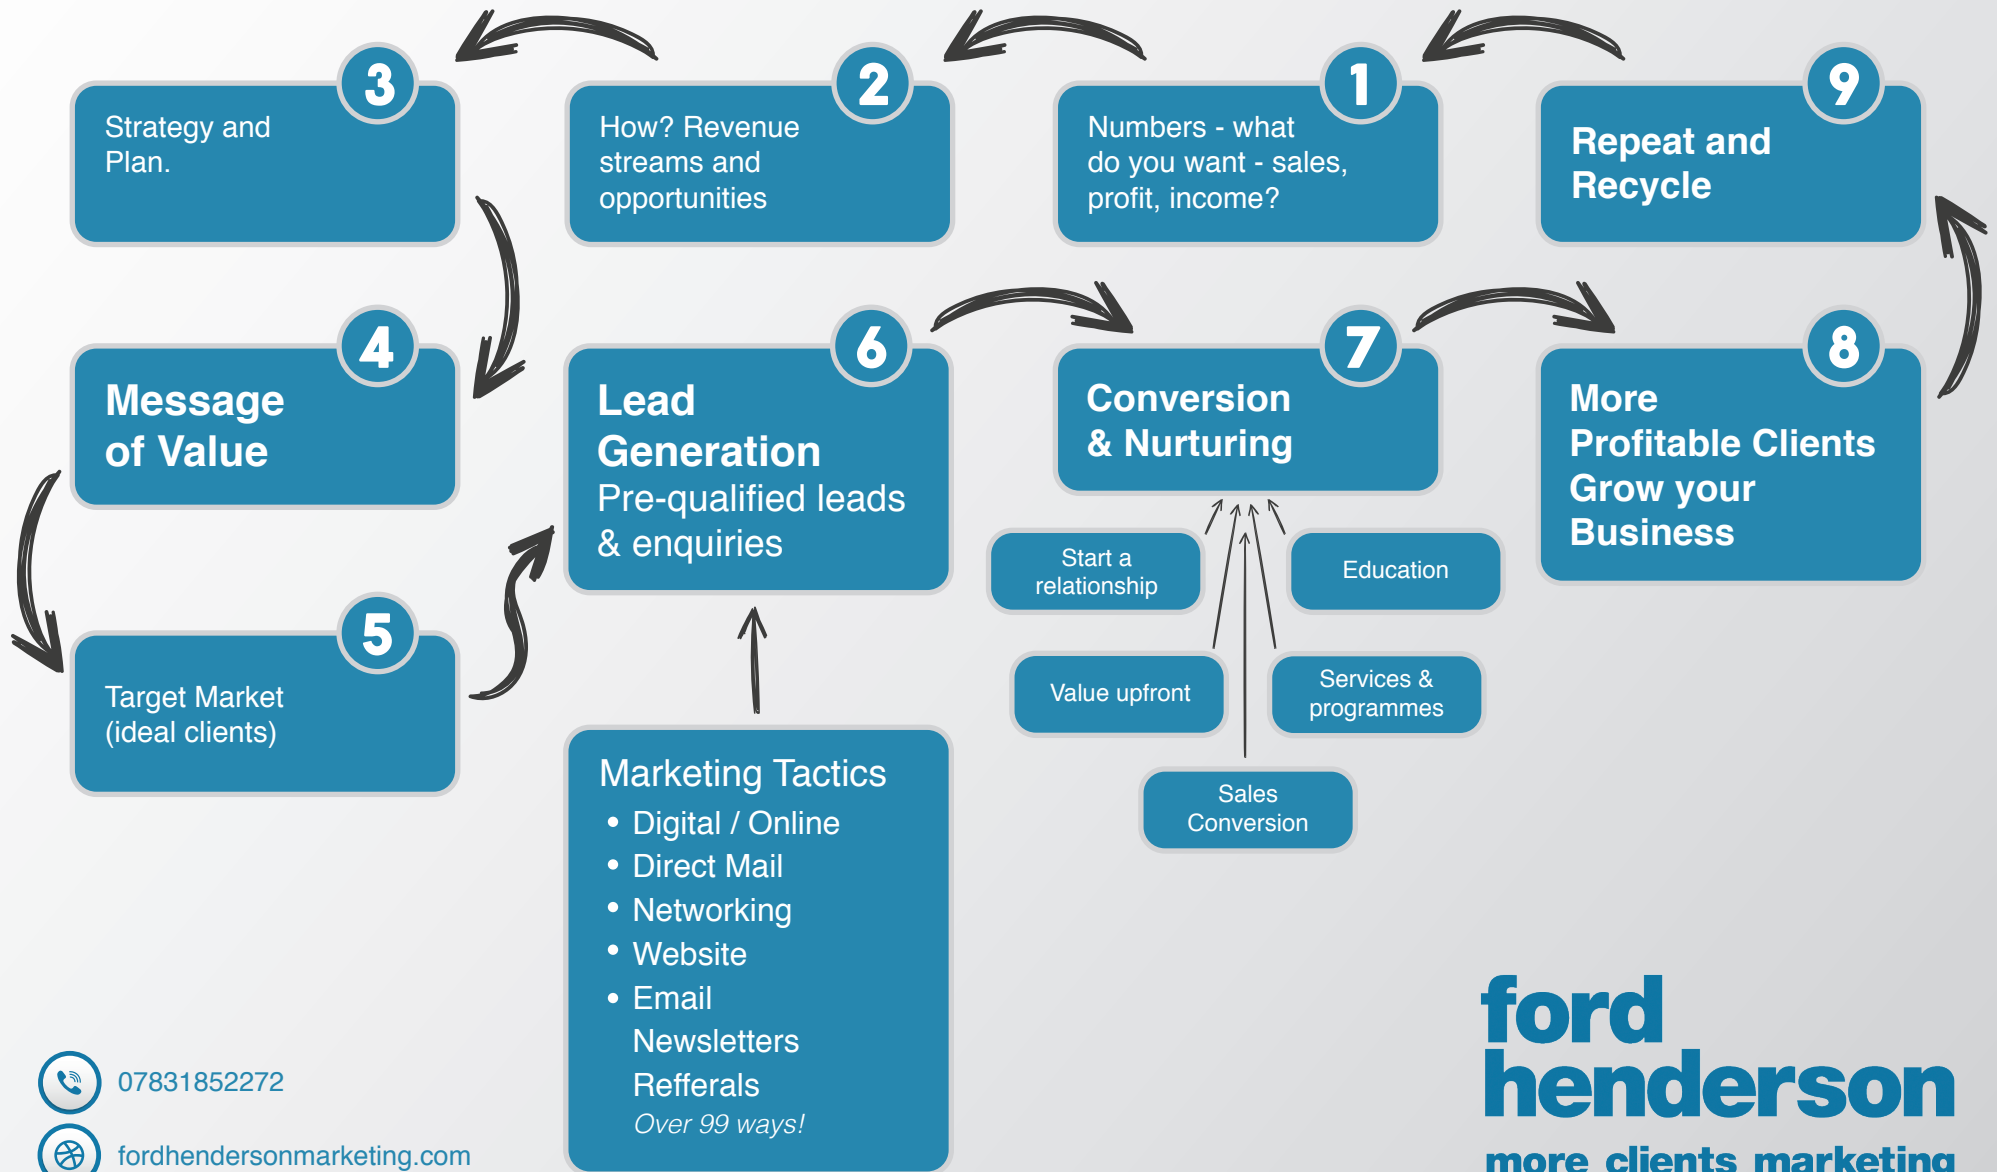 3
Strategy and
Plan.
2
How? Revenue
streams and
opportunities
1
Numbers - what
do you want - sales,
profit, income?
9
Repeat and
Recycle
4
Message
of Value
6
Lead
Generation
Pre-qualified leads
& enquiries
7
Conversion
& Nurturing
8
More
Profitable Clients
Grow your
Business
Start a
relationship
Education
Value upfront
Services &
programmes
Sales
Conversion
5
Target Market
(ideal clients)
Marketing Tactics
• Digital / Online
• Direct Mail
• Networking
• Website
• Email
Newsletters
Refferals
Over 99 ways!
07831852272
fordhendersonmarketing.com
ford
henderson
more clients marketing